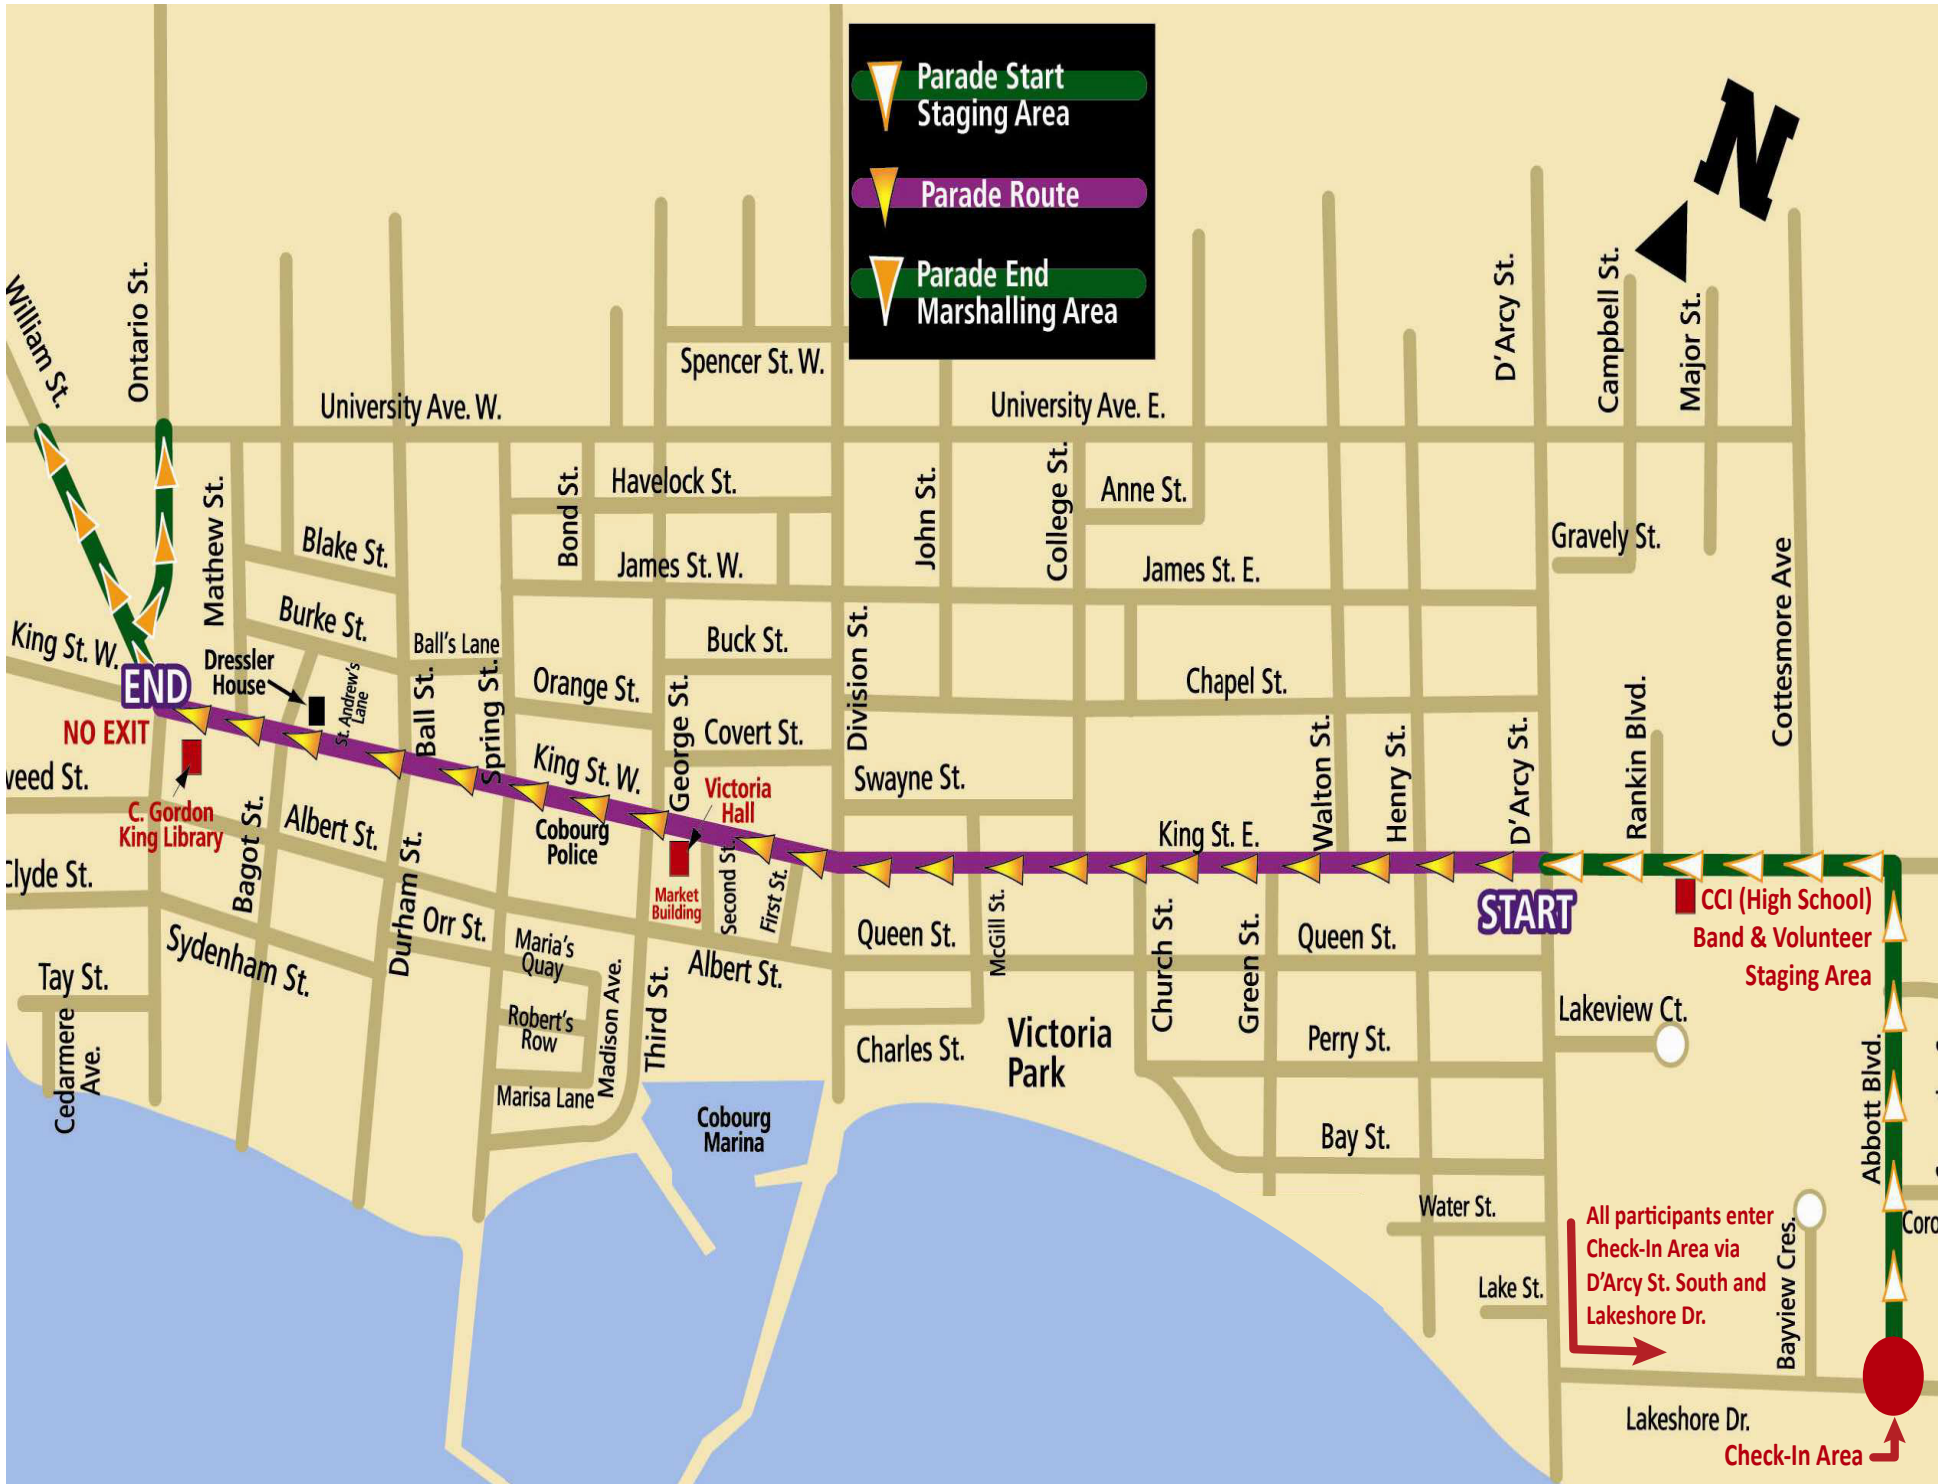 Parade Start
Staging Area
Parade Route
Parade End
Marshalling Area
N
William St.
Ontario St.
Spencer St. W.
University Ave. W.
University Ave. E.
D'Arcy St.
Campbell St.
Major St.
Mathew St.
Bond St.
Havelock St.
John St.
College St.
Anne St.
Gravely St.
Blake St.
James St. W.
James St. E.
Cottesmore Ave
Burke St.
King St. W.
Ball's Lane
Buck St.
Division St.
Dressler
House
St. Andrew's
Lane
Ball St.
Spring St.
Orange St.
George St.
Chapel St.
END
NO EXIT
Covert St.
Walton St.
Henry St.
D'Arcy St.
Rankin Blvd.
King St. W.
Victoria
Hall
Swayne St.
King St. E.
weed St.
C. Gordon
King Library
Bagot St.
Albert St.
Durham St.
Cobourg
Police
Market
Building
Second St.
First St.
Clyde St.
Sydenham St.
Orr St.
Maria's
Quay
Albert St.
Queen St.
McGill St.
Church St.
Green St.
Queen St.
START
CCI (High School)
Band & Volunteer
Staging Area
Tay St.
Cedarmere
Ave.
Robert's
Row
Madison Ave.
Third St.
Marisa Lane
Charles St.
Victoria
Park
Perry St.
Lakeview Ct.
Abbott Blvd.
Cobourg
Marina
Bay St.
Water St.
Lake St.
All participants enter
Check-In Area via
D'Arcy St. South and
Lakeshore Dr.
Bayview Cres.
Coro
Lakeshore Dr.
Check-In Area